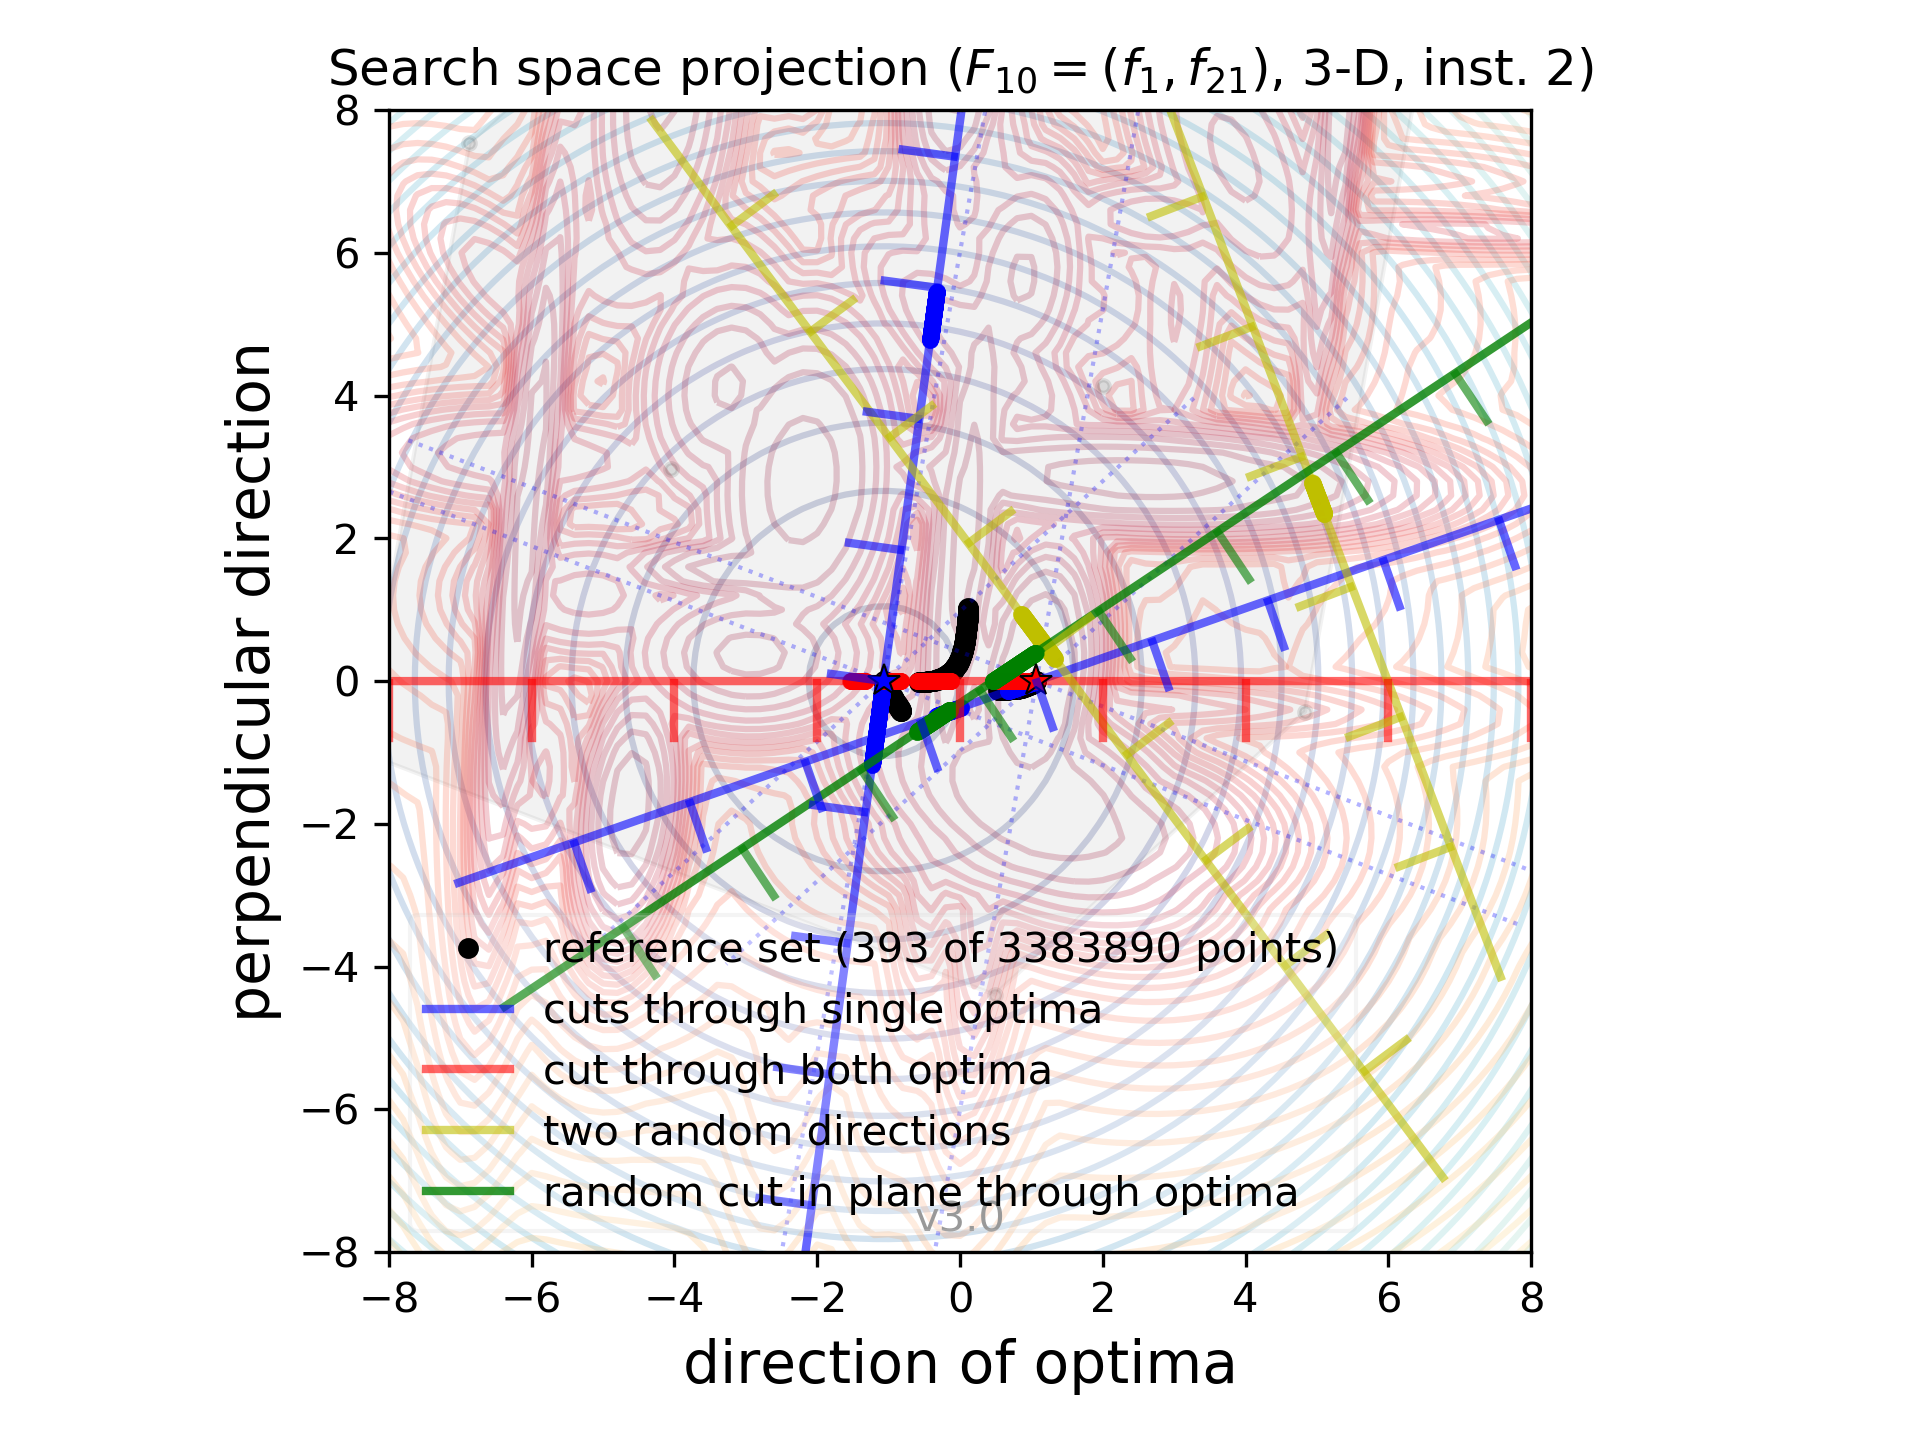 Search space projection (F10 = (f1, f21), 3-D, inst. 2)
8
6
4
2
0
−2
−4
−6
−8
perpendicular direction
reference set (393 of 3383890 points)
cuts through single optima
cut through both optima
two random directions
random cut in plane through optima
v3.0
−8 −6 −4 −2 0 2 4 6 8
direction of optima